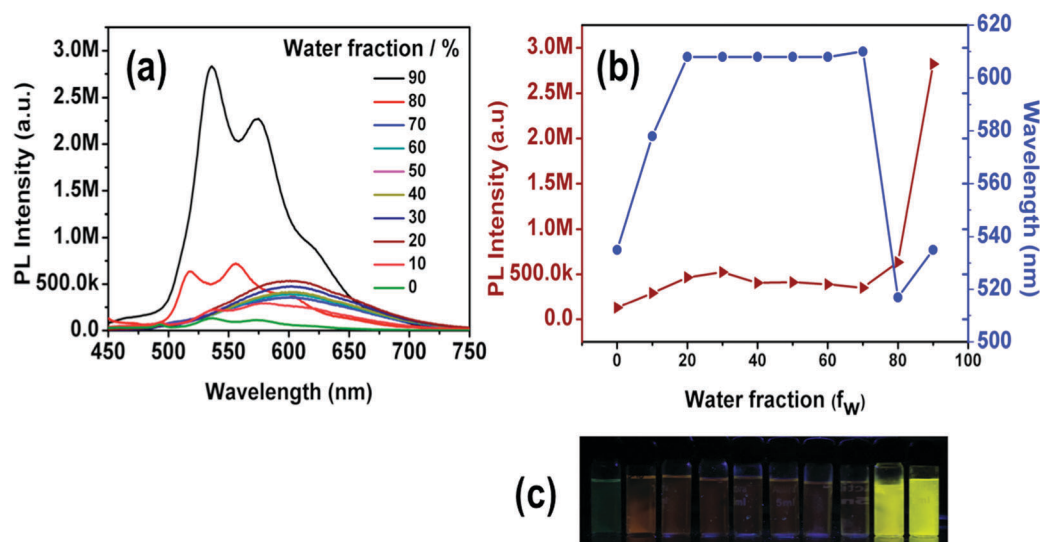 (a)
Water fraction / %
90
80
70
60
50
40
30
20
10
0
PL Intensity (a.u.)
3.0M
2.5M
2.0M
1.5M
1.0M
500.0k
0.0
450 500 550 600 650 700 750
Wavelength (nm)
(b)
PL Intensity (a.u)
3.0M
2.5M
2.0M
1.5M
1.0M
500.0k
0.0
620
600
580
560
540
520
500
Wavelength (nm)
0 20 40 60 80 100
Water fraction (fW)
(c)